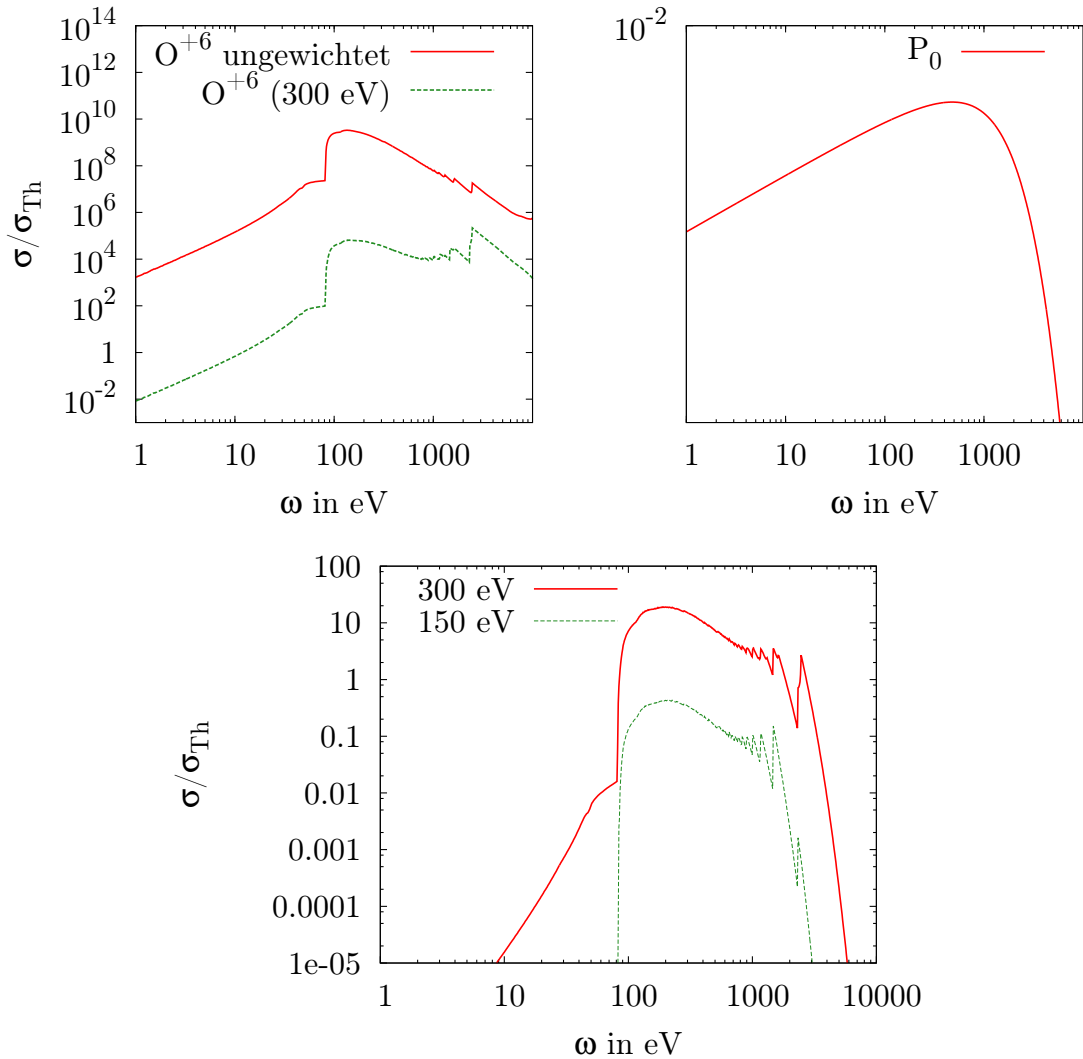 10^14
10^12
10^10
10^8
10^6
10^4
10^2
1
10^-2
σ/σ_Th
O^+6 ungewichtet
O^+6 (300 eV)
1 10 100 1000
ω in eV
10^-2
P_0
1 10 100 1000
ω in eV
100
10
1
0.1
0.01
0.001
0.0001
1e-05
σ/σ_Th
300 eV
150 eV
1 10 100 1000 10000
ω in eV